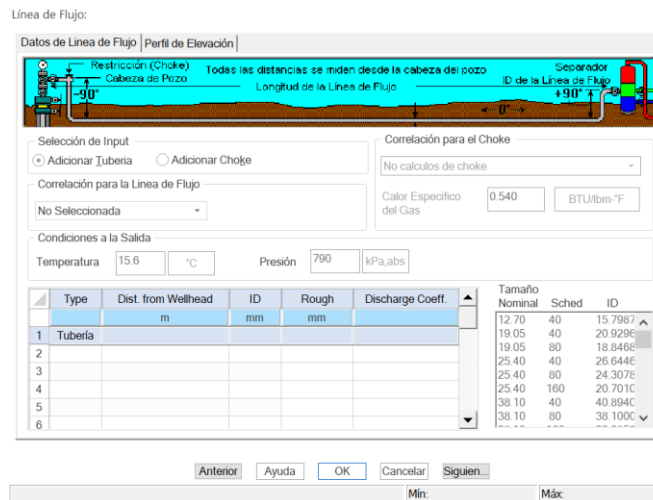 Línea de Flujo:
Datos de Linea de Flujo Perfil de Elevación
Restricción (Choke)
Cabeza de Pozo
Todas las distancias se miden desde la cabeza del pozo
Longitud de la Linea de Flujo
Separador
ID de la Línea de Flujo
-90°
+90°
0°
Selección de Input
Adicionar Tuberia Adicionar Choke
Correlación para el Choke
No calculos de choke
Calor Especifico del Gas 0.540 BTU/lbm-°F
Correlación para la Linea de Flujo
No Seleccionada
Condiciones a la Salida
Temperatura 15.6 °C Presión 790 kPa,abs
Type Dist. from Wellhead ID Rough Discharge Coeff.
m mm mm
1 Tubería
2
3
4
5
6
Tamaño
Nominal Sched ID
12.70 40 15.7987
19.05 40 20.9296
19.05 80 18.8468
25.40 40 26.6446
25.40 80 24.3078
25.40 160 20.7010
38.10 40 40.8940
38.10 80 38.1000
Anterior Ayuda OK Cancelar Siguien...
Mín: Máx: